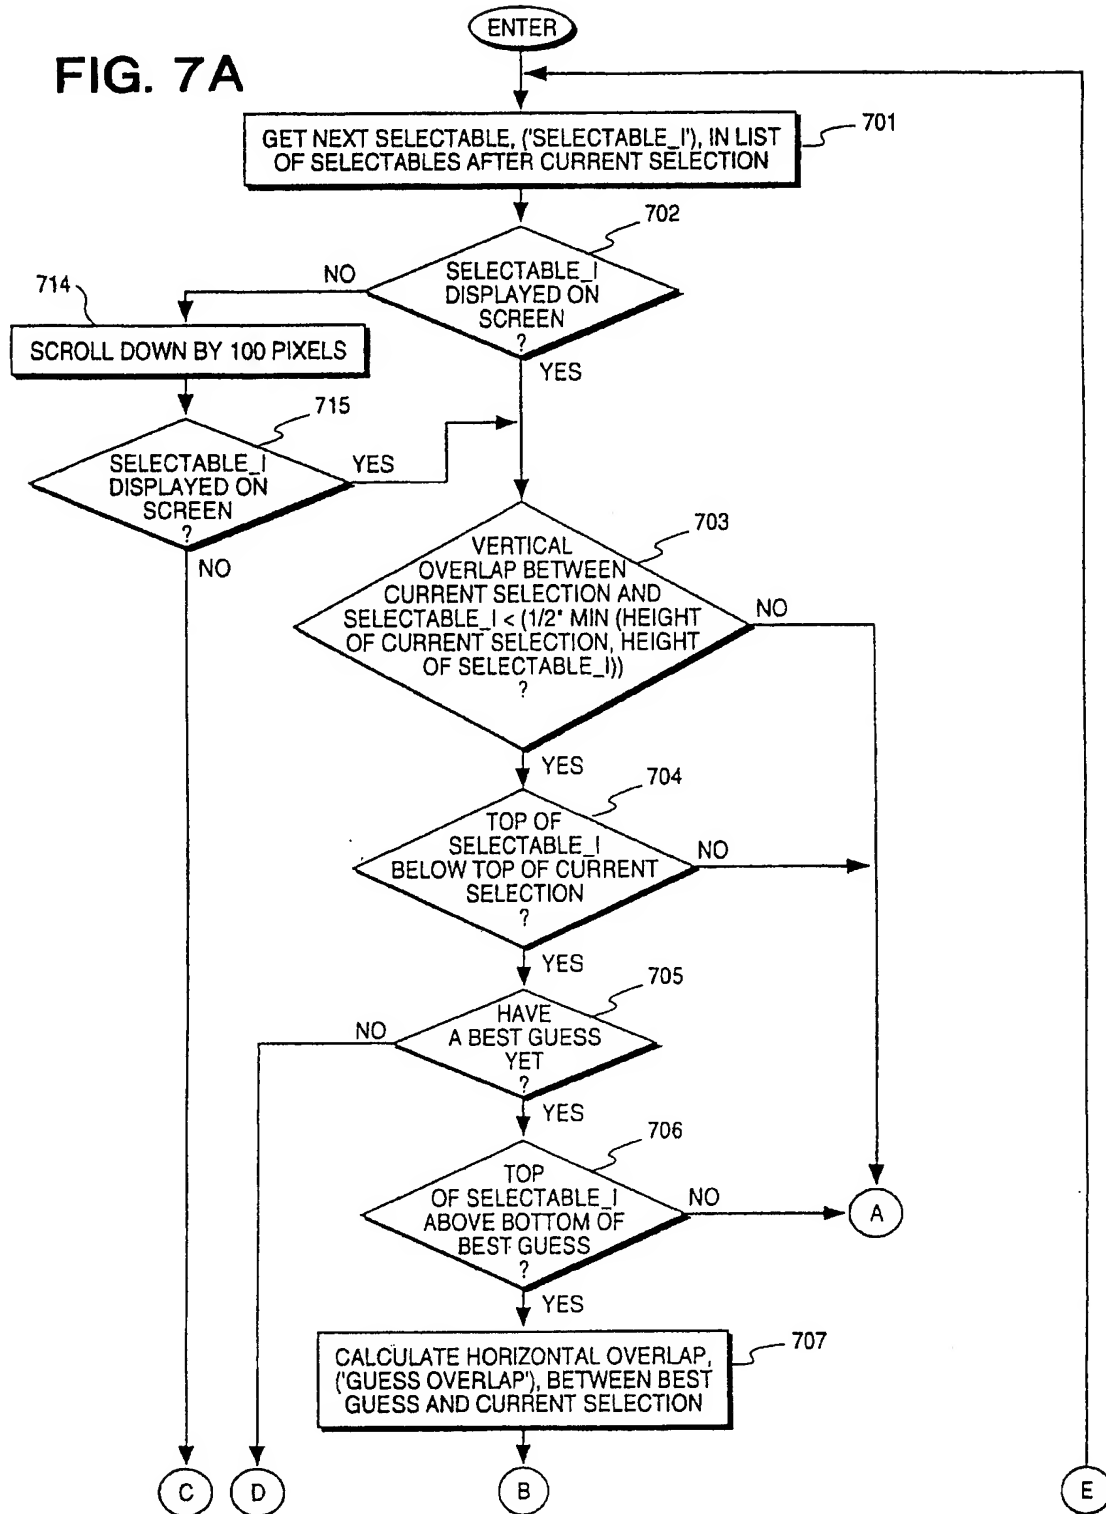 ENTER
FIG. 7A
GET NEXT SELECTABLE, ('SELECTABLE_I'), IN LIST
OF SELECTABLES AFTER CURRENT SELECTION
701
702
SELECTABLE_I
DISPLAYED ON
SCREEN
?
NO
YES
714
SCROLL DOWN BY 100 PIXELS
715
SELECTABLE_I
DISPLAYED ON
SCREEN
?
YES
NO
703
VERTICAL
OVERLAP BETWEEN
CURRENT SELECTION AND
SELECTABLE_I < (1/2* MIN (HEIGHT
OF CURRENT SELECTION, HEIGHT
OF SELECTABLE_I))
?
NO
YES
704
TOP OF
SELECTABLE_I
BELOW TOP OF CURRENT
SELECTION
?
NO
YES
705
HAVE
A BEST GUESS
YET
?
NO
YES
706
TOP
OF SELECTABLE_I
ABOVE BOTTOM OF
BEST GUESS
?
NO
A
YES
707
CALCULATE HORIZONTAL OVERLAP,
('GUESS OVERLAP'), BETWEEN BEST
GUESS AND CURRENT SELECTION
C
D
B
E